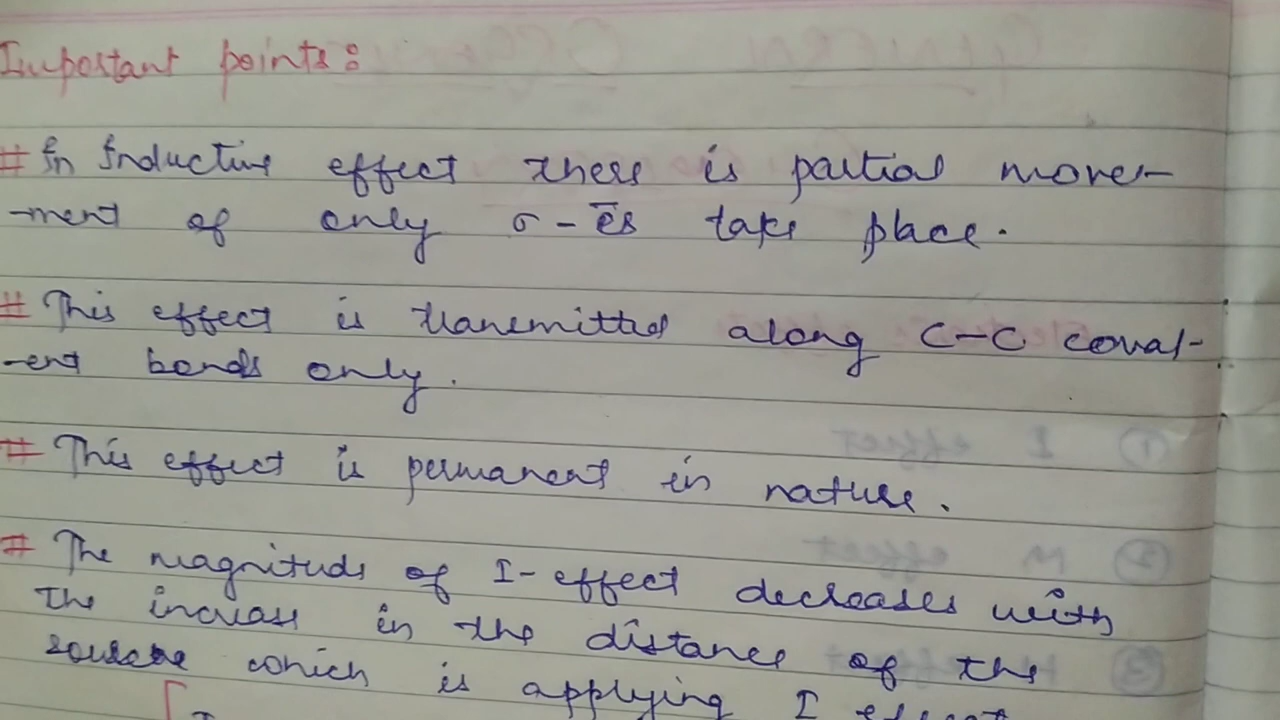 Important points:
# In Inductive effect there is partial move-
-ment of only σ - e̅s take place.
# This effect is transmitted along C-C coval-
-ent bonds only.
# This effect is permanent in nature.
# The magnitude of I-effect decreases with
the increase in the distance of the
source which is applying I effect